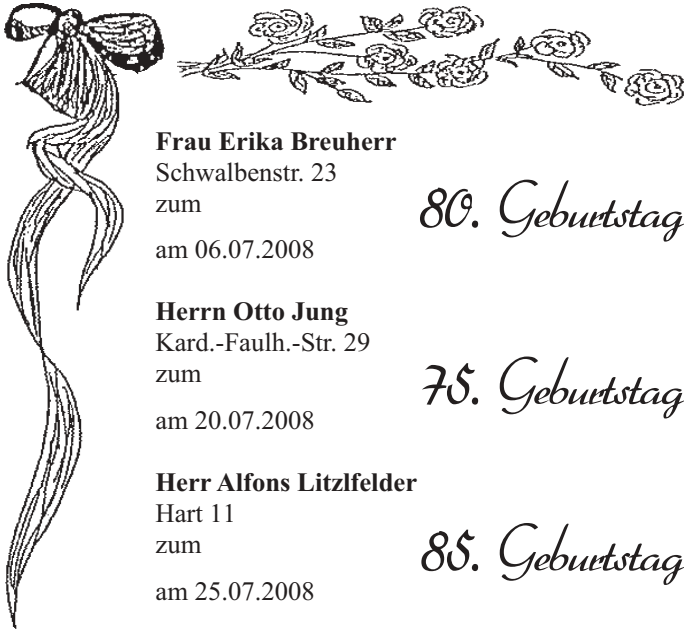 Frau Erika Breuherr
Schwalbenstr. 23
zum
80. Geburtstag
am 06.07.2008
Herrn Otto Jung
Kard.-Faulh.-Str. 29
zum
75. Geburtstag
am 20.07.2008
Herr Alfons Litzlfelder
Hart 11
zum
85. Geburtstag
am 25.07.2008